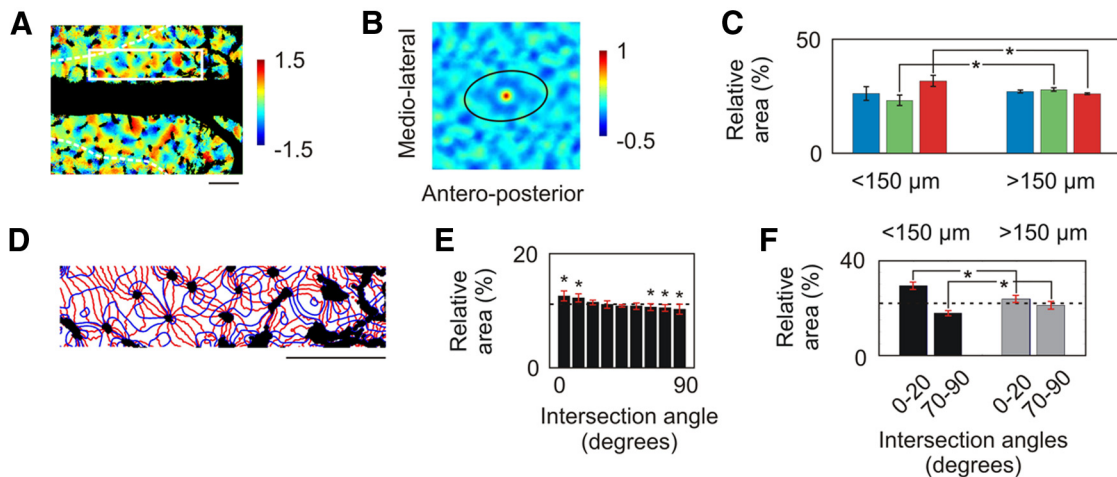 A
1.5
-1.5
B
Medio-lateral
Antero-posterior
1
-0.5
C
Relative
area (%)
50
0
*
*
<150 µm
>150 µm
D
E
Relative
area (%)
20
0
* * * * *
0
90
Intersection angle
(degrees)
F
<150 µm
>150 µm
Relative
area (%)
40
0
*
*
0-20
70-90
0-20
70-90
Intersection angles
(degrees)